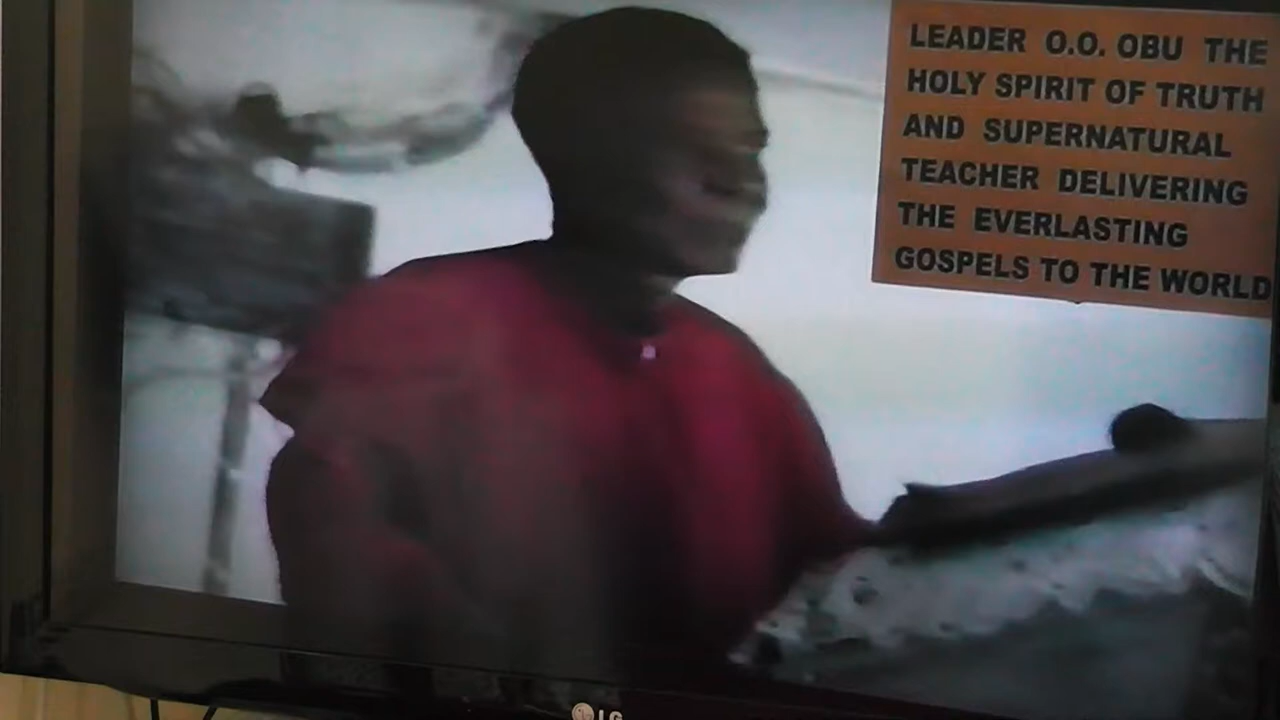 LEADER O.O. OBU THE
HOLY SPIRIT OF TRUTH
AND SUPERNATURAL
TEACHER DELIVERING
THE EVERLASTING
GOSPELS TO THE WORLD
LG